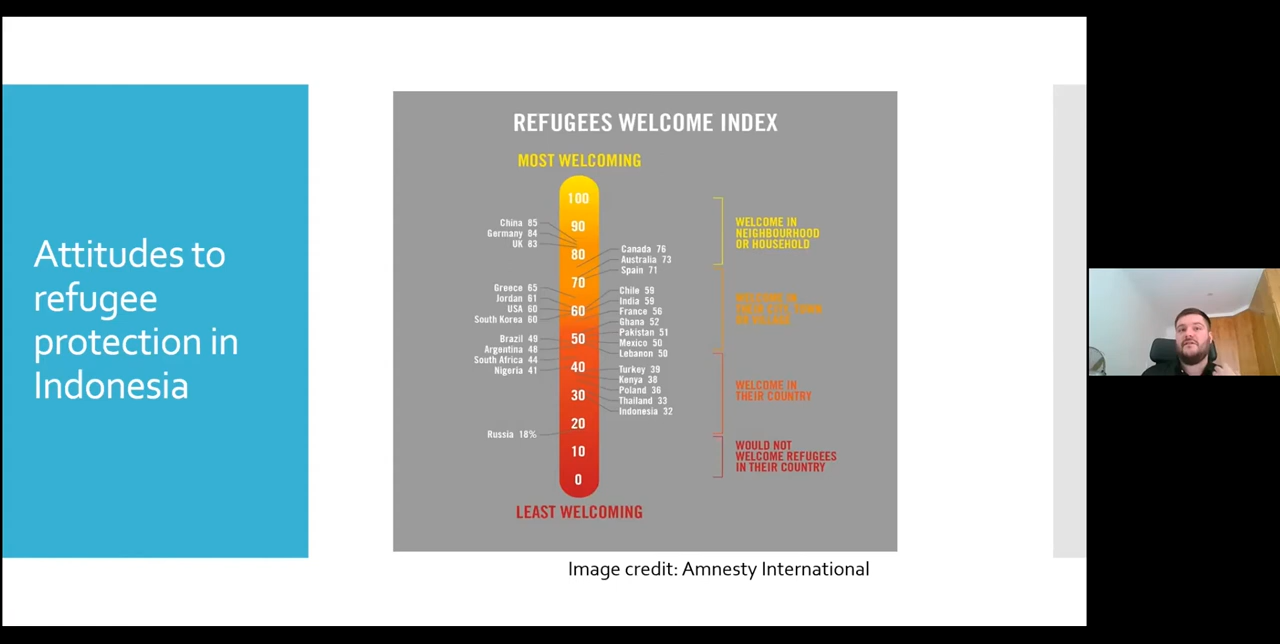 Attitudes to
refugee
protection in
Indonesia
REFUGEES WELCOME INDEX
MOST WELCOMING
100
90
80
70
60
50
40
30
20
10
0
China 85
Germany 84
UK 83
Greece 65
Jordan 61
USA 60
South Korea 60
Brazil 49
Argentina 48
South Africa 44
Nigeria 41
Russia 18%
Canada 76
Australia 73
Spain 71
Chile 59
India 59
France 56
Ghana 52
Pakistan 51
Mexico 50
Lebanon 50
Turkey 39
Kenya 38
Poland 36
Thailand 33
Indonesia 32
WELCOME IN
NEIGHBOURHOOD
OR HOUSEHOLD
WELCOME IN
WELCOME IN
THEIR COUNTRY
WOULD NOT
WELCOME REFUGEES
IN THEIR COUNTRY
LEAST WELCOMING
Image credit: Amnesty International